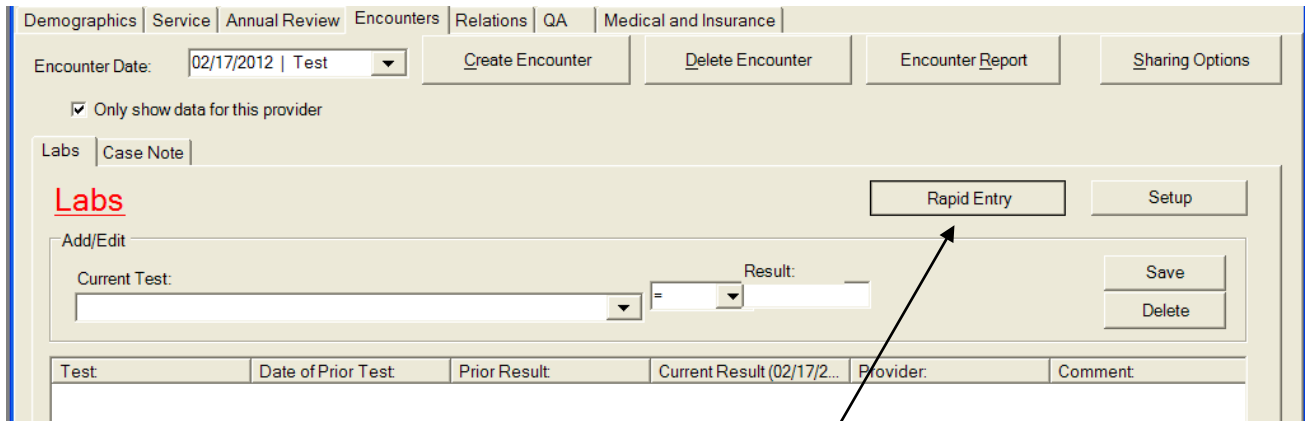 Demographics Service Annual Review Encounters Relations QA Medical and Insurance
Encounter Date: 02/17/2012 | Test Create Encounter Delete Encounter Encounter Report Sharing Options
Only show data for this provider
Labs Case Note
Labs Rapid Entry Setup
Add/Edit
Current Test: = Result: Save
Delete
Test: Date of Prior Test: Prior Result: Current Result (02/17/2... Provider: Comment: